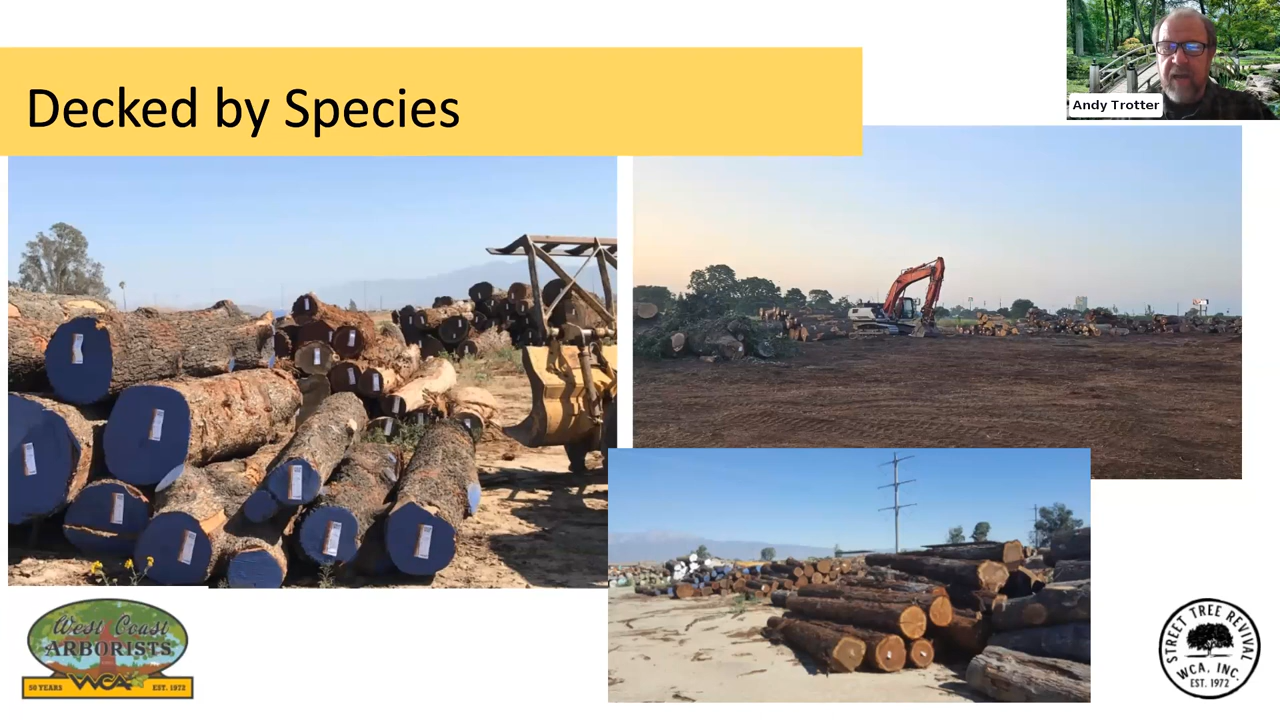 Decked by Species
Andy Trotter
West Coast
ARBORISTS
50 YEARS WCA EST. 1972
STREET TREE REVIVAL
WCA, INC.
EST. 1972